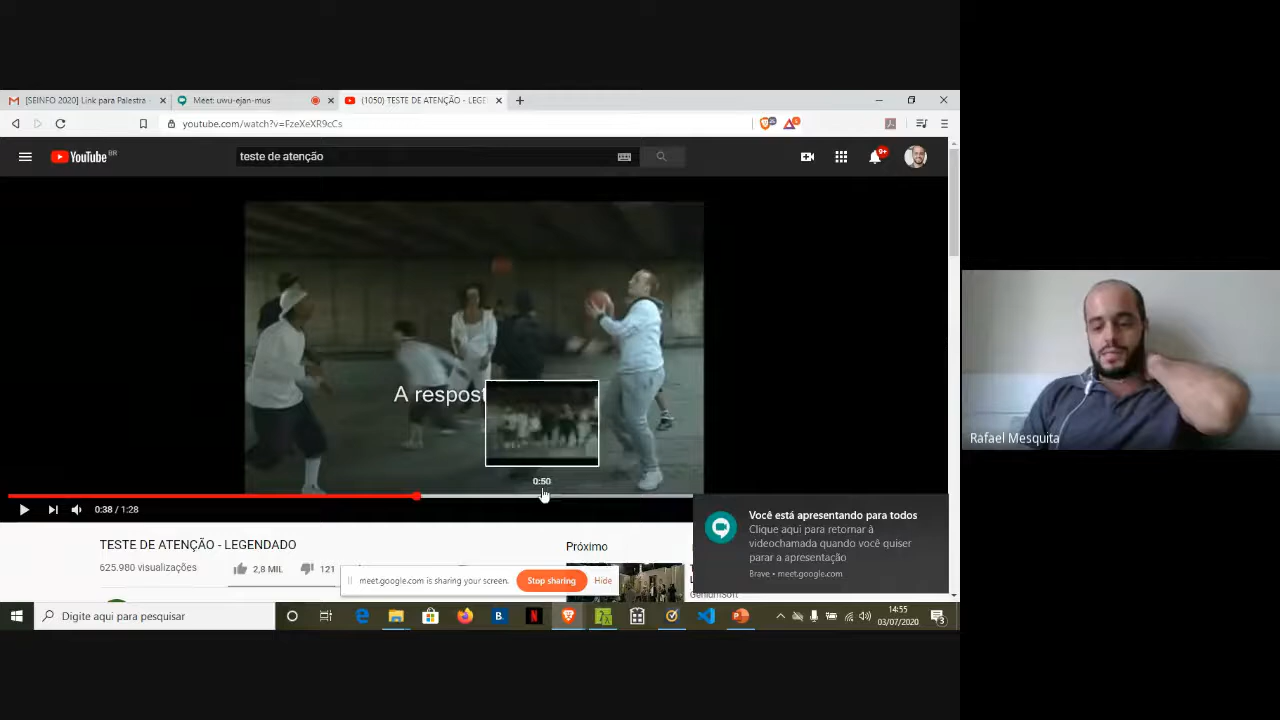 [SEINFO 2020] Link para Palestra -
Meet: uwu-ejan-mus
(1050) TESTE DE ATENÇÃO - LEGE
youtube.com/watch?v=FzeXeXR9cCs
YouTube BR
teste de atenção
9+
A respost
0:50
0:38 / 1:28
Você está apresentando para todos
Clique aqui para retornar à
videochamada quando você quiser
parar a apresentação
Brave • meet.google.com
TESTE DE ATENÇÃO - LEGENDADO
625.980 visualizações
2,8 MIL
121
Próximo
meet.google.com is sharing your screen.
Stop sharing
Hide
Digite aqui para pesquisar
14:55
03/07/2020
3
Rafael Mesquita